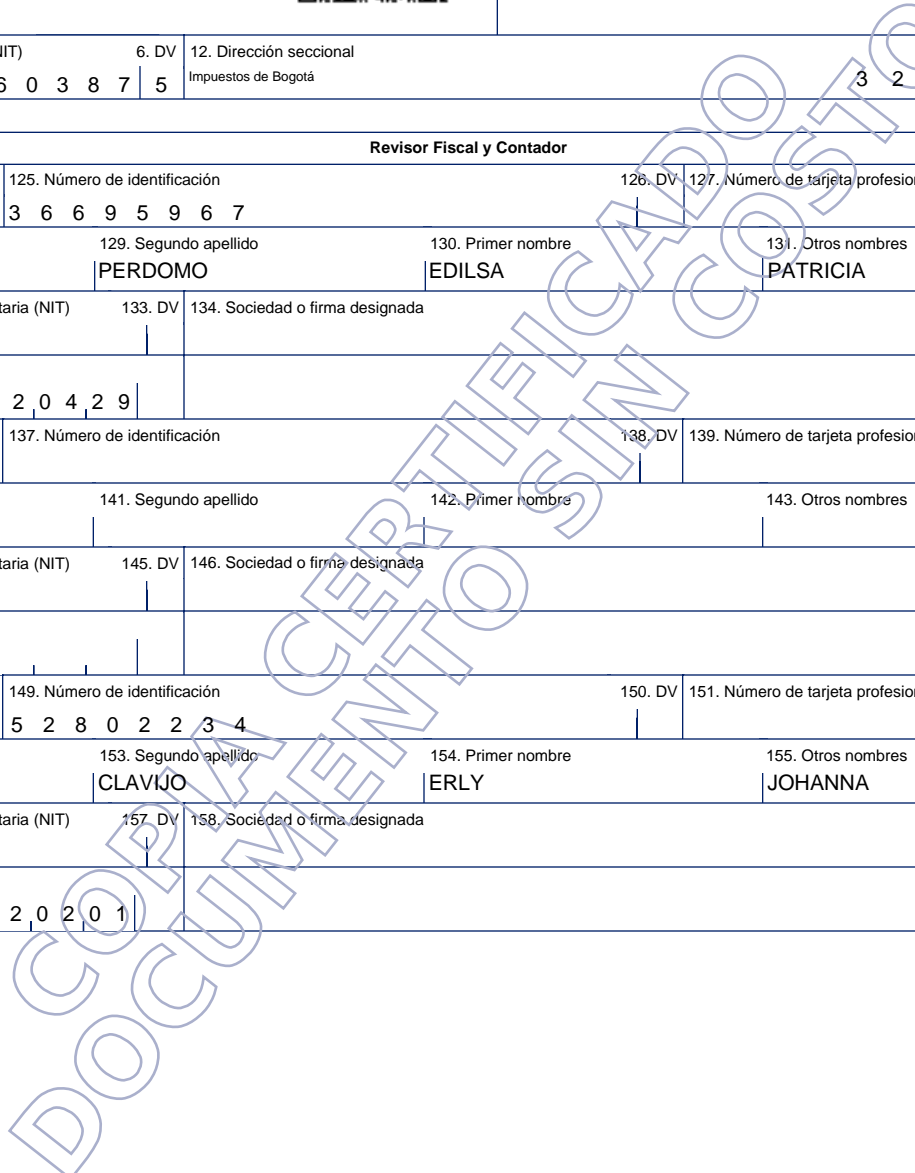 NIT) 6. DV 12. Dirección seccional
6 0 3 8 7 5 Impuestos de Bogotá 3 2
Revisor Fiscal y Contador
125. Número de identificación 126. DV 127. Número de tarjeta profesion
3 6 6 9 5 9 6 7
129. Segundo apellido 130. Primer nombre 131. Otros nombres
PERDOMO EDILSA PATRICIA
taria (NIT) 133. DV 134. Sociedad o firma designada
2 0 4 2 9
137. Número de identificación 138. DV 139. Número de tarjeta profesion
141. Segundo apellido 142. Primer nombre 143. Otros nombres
taria (NIT) 145. DV 146. Sociedad o firma designada
149. Número de identificación 150. DV 151. Número de tarjeta profesion
5 2 8 0 2 2 3 4
153. Segundo apellido 154. Primer nombre 155. Otros nombres
CLAVIJO ERLY JOHANNA
taria (NIT) 157. DV 158. Sociedad o firma designada
2 0 2 0 1
COPIA CERTIFICADO
DOCUMENTO SIN COSTO